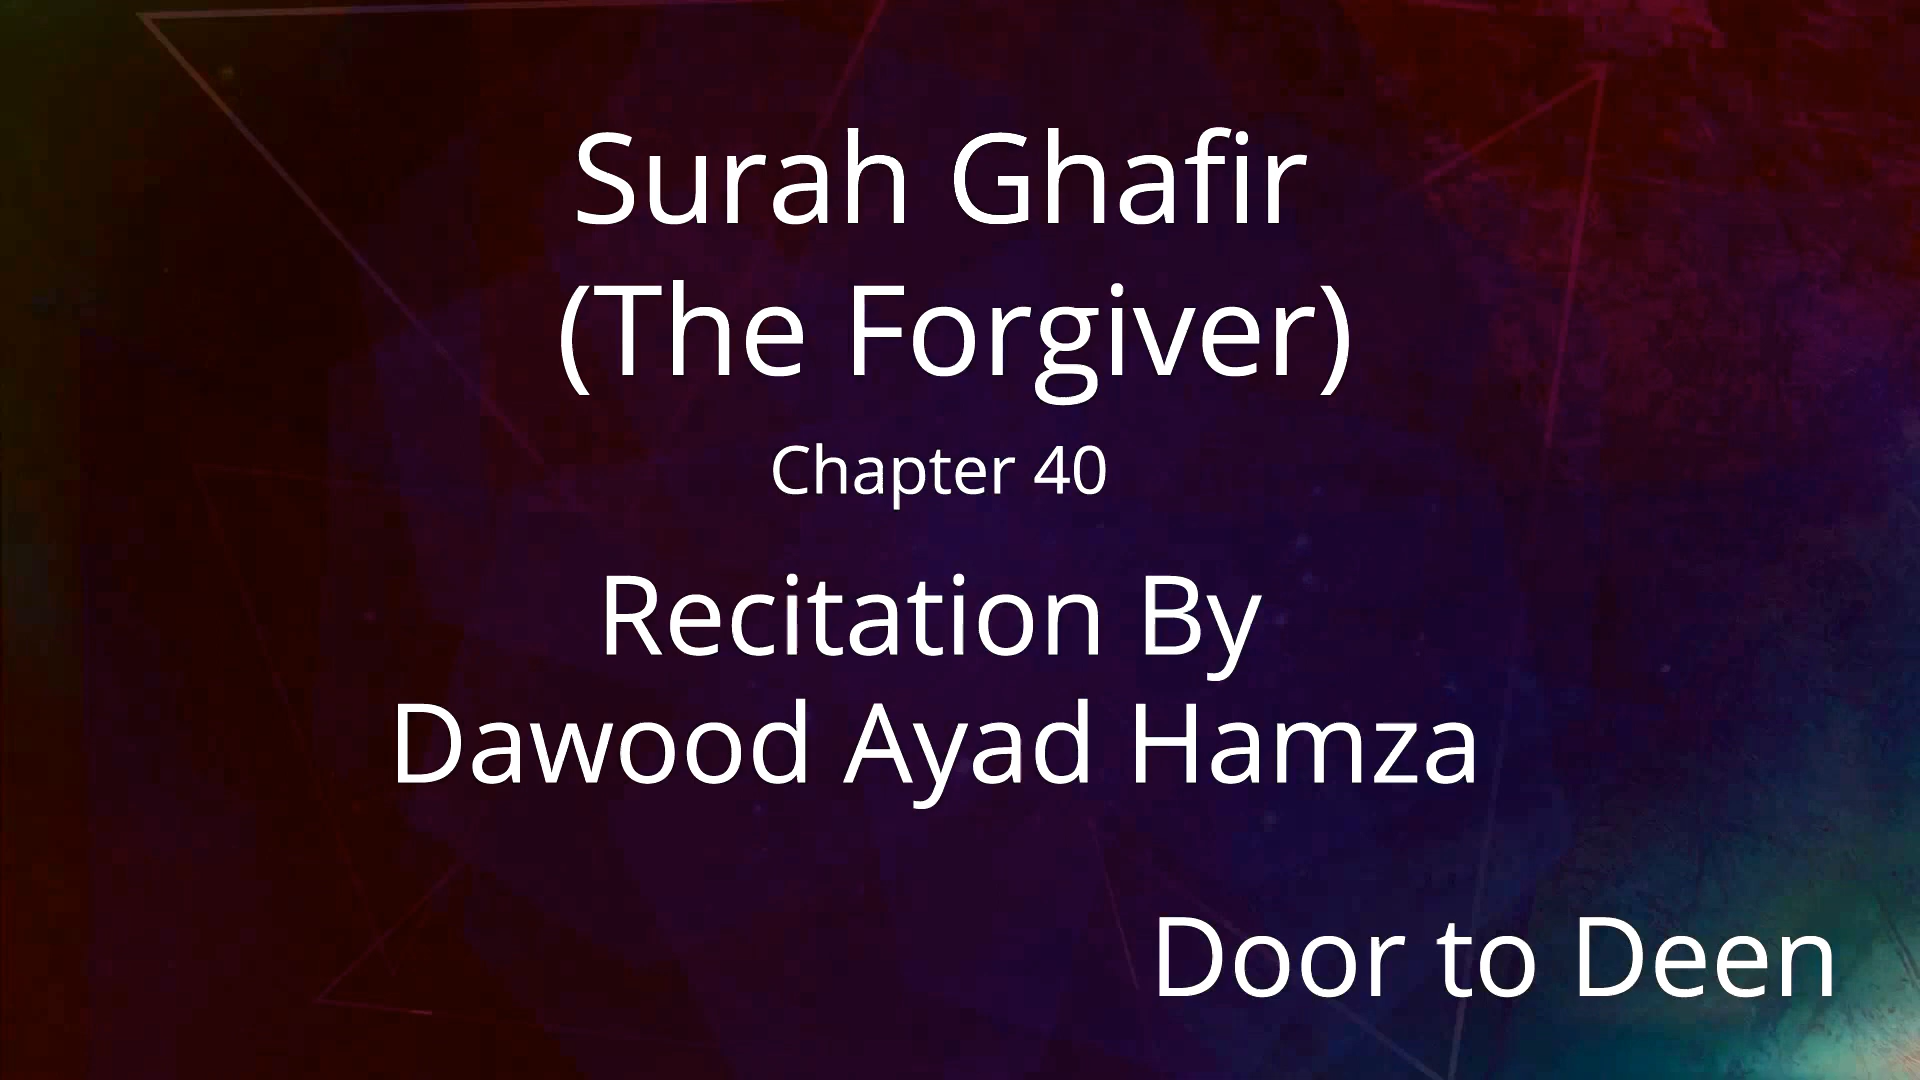 Surah Ghafir
(The Forgiver)
Chapter 40
Recitation By
Dawood Ayad Hamza
Door to Deen